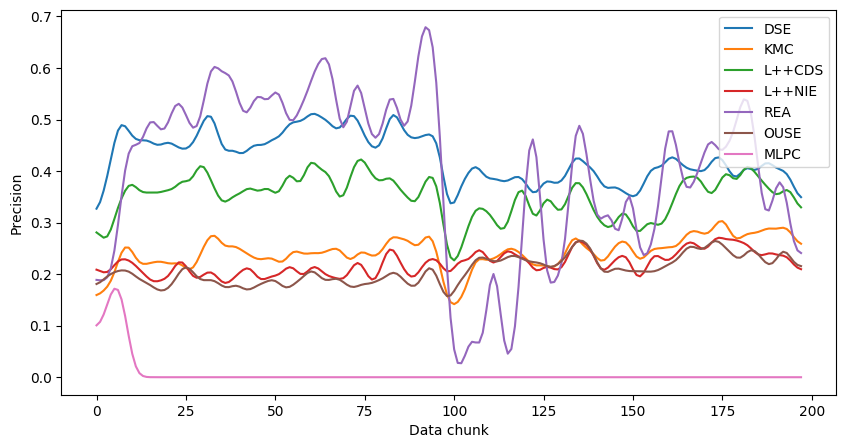 0.7
0.6
0.5
0.4
0.3
0.2
0.1
0.0
Precision
0
25
50
75
100
125
150
175
200
Data chunk
DSE
KMC
L++CDS
L++NIE
REA
OUSE
MLPC